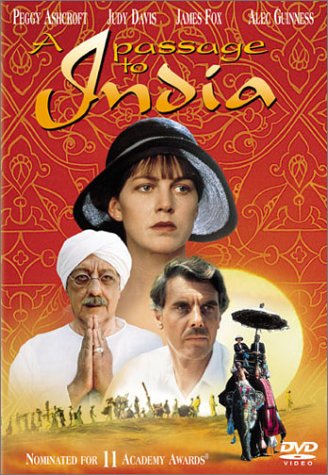 PEGGY ASHCROFT JUDY DAVIS JAMES FOX ALEC GUINNESS
A passage
to
India
NOMINATED FOR 11 ACADEMY AWARDS®
DVD
VIDEO